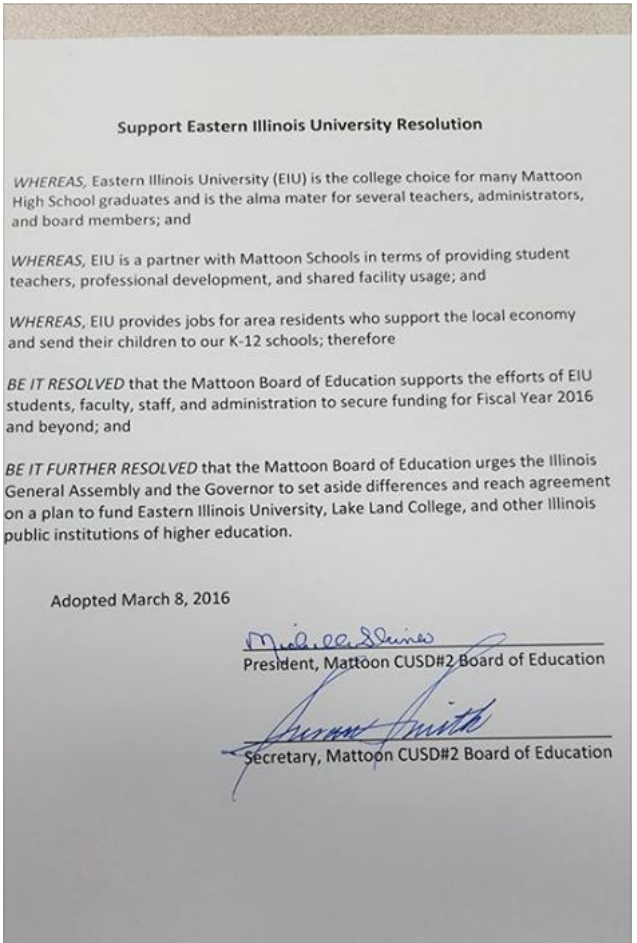 Support Eastern Illinois University Resolution
WHEREAS, Eastern Illinois University (EIU) is the college choice for many Mattoon
High School graduates and is the alma mater for several teachers, administrators,
and board members; and
WHEREAS, EIU is a partner with Mattoon Schools in terms of providing student
teachers, professional development, and shared facility usage; and
WHEREAS, EIU provides jobs for area residents who support the local economy
and send their children to our K-12 schools; therefore
BE IT RESOLVED that the Mattoon Board of Education supports the efforts of EIU
students, faculty, staff, and administration to secure funding for Fiscal Year 2016
and beyond; and
BE IT FURTHER RESOLVED that the Mattoon Board of Education urges the Illinois
General Assembly and the Governor to set aside differences and reach agreement
on a plan to fund Eastern Illinois University, Lake Land College, and other Illinois
public institutions of higher education.
Adopted March 8, 2016
Michelle
President, Mattoon CUSD#2 Board of Education
Susan Smith
Secretary, Mattoon CUSD#2 Board of Education